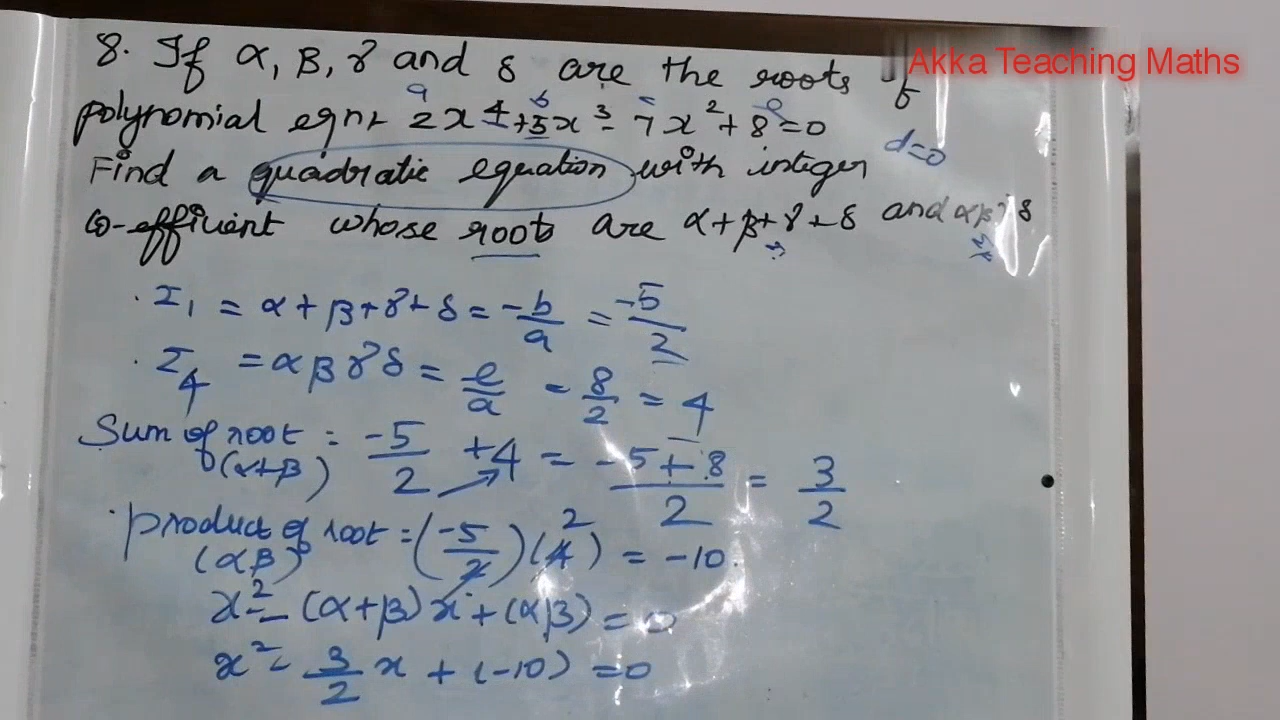 Akka Teaching Maths
8. If α, β, γ and δ are the roots of
polynomial eqn 2x⁴ + 5x³ - 7x² + 8 = 0
a b e
d=0
Find a quadratic equation with integer
co-efficient whose roots are α+β+γ+δ and αβγδ
Σ₁ = α+β+γ+δ = -b/a = -5/2
Σ₄ = αβγδ = e/a = 8/2 = 4
Sum of root = -5/2 + 4 = -5+8/2 = 3/2
(α+β)
product of root = (-5/2)(4) = -10
2
(αβ)
x² - (α+β)x + (αβ) = 0
x² - 3/2 x + (-10) = 0